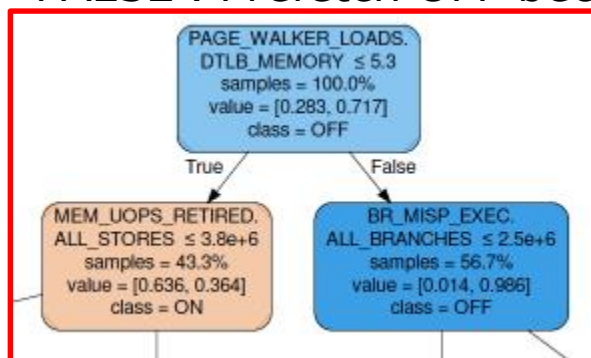 PAGE_WALKER_LOADS.
DTLB_MEMORY ≤ 5.3
samples = 100.0%
value = [0.283, 0.717]
class = OFF
True
False
MEM_UOPS_RETIRED.
ALL_STORES ≤ 3.8e+6
samples = 43.3%
value = [0.636, 0.364]
class = ON
BR_MISP_EXEC.
ALL_BRANCHES ≤ 2.5e+6
samples = 56.7%
value = [0.014, 0.986]
class = OFF